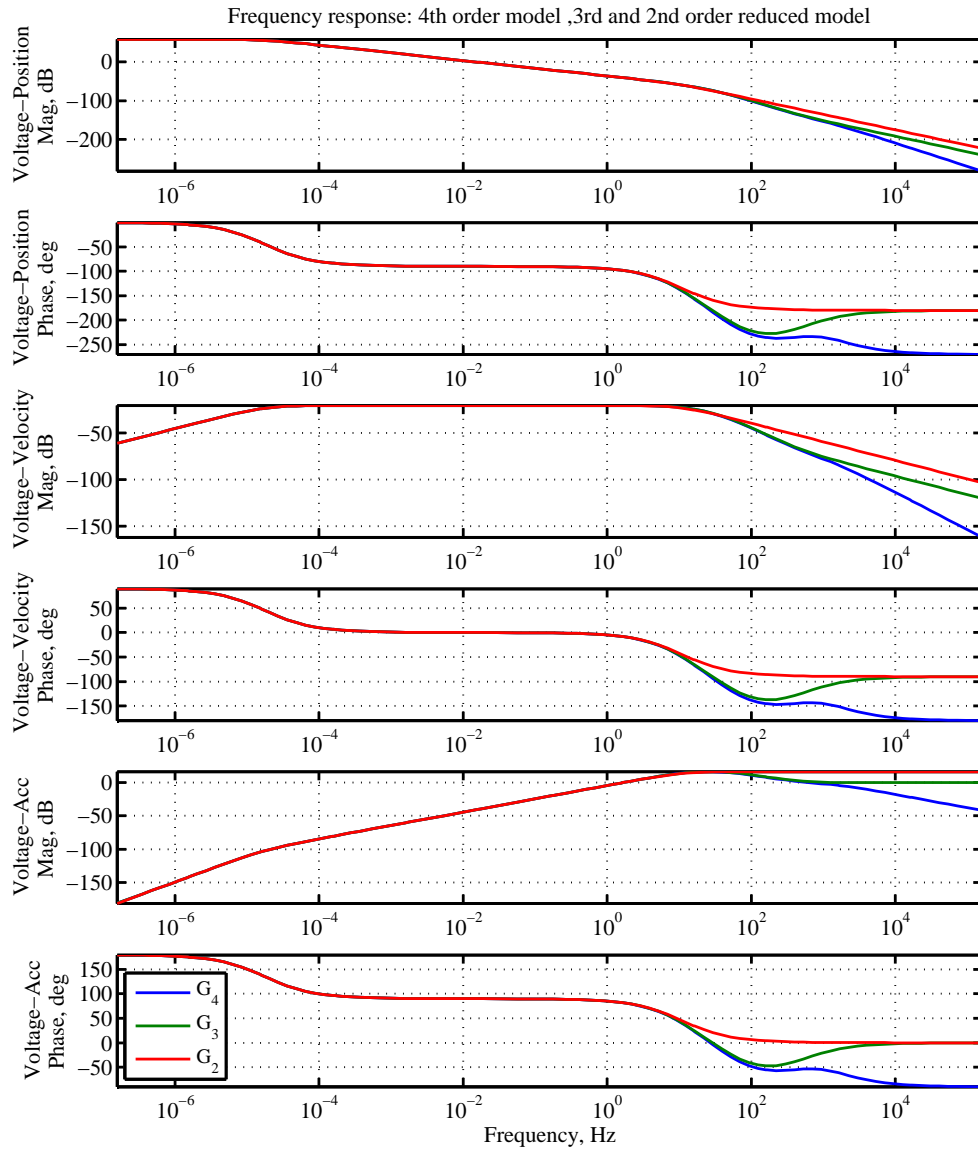 Frequency response: 4th order model ,3rd and 2nd order reduced model
Voltage−Position
Mag, dB
0
−100
−200
10^−6 10^−4 10^−2 10^0 10^2 10^4
Voltage−Position
Phase, deg
−50
−100
−150
−200
−250
10^−6 10^−4 10^−2 10^0 10^2 10^4
Voltage−Velocity
Mag, dB
−50
−100
−150
10^−6 10^−4 10^−2 10^0 10^2 10^4
Voltage−Velocity
Phase, deg
50
0
−50
−100
−150
10^−6 10^−4 10^−2 10^0 10^2 10^4
Voltage−Acc
Mag, dB
0
−50
−100
−150
10^−6 10^−4 10^−2 10^0 10^2 10^4
Voltage−Acc
Phase, deg
150
100
50
0
−50
G_4
G_3
G_2
10^−6 10^−4 10^−2 10^0 10^2 10^4
Frequency, Hz